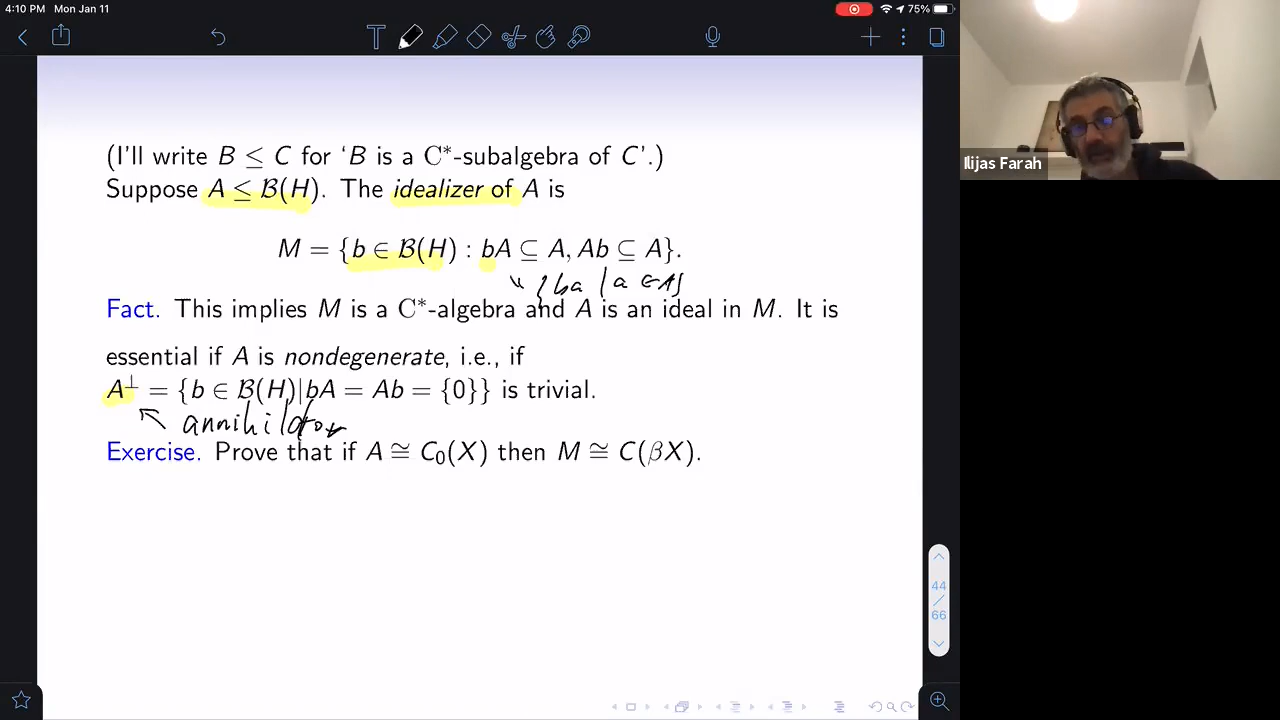 4:10 PM Mon Jan 11
75%
(I'll write B ≤ C for ‘B is a C*-subalgebra of C’.)
Suppose A ≤ ℬ(H). The idealizer of A is
M = {b ∈ ℬ(H) : bA ⊆ A, Ab ⊆ A}.
{ba | a ∈ A}
Fact. This implies M is a C*-algebra and A is an ideal in M. It is
essential if A is nondegenerate, i.e., if
A⊥ = {b ∈ ℬ(H)|bA = Ab = {0}} is trivial.
annihilator
Exercise. Prove that if A ≅ C₀(X) then M ≅ C(βX).
44
/
66
Ilijas Farah